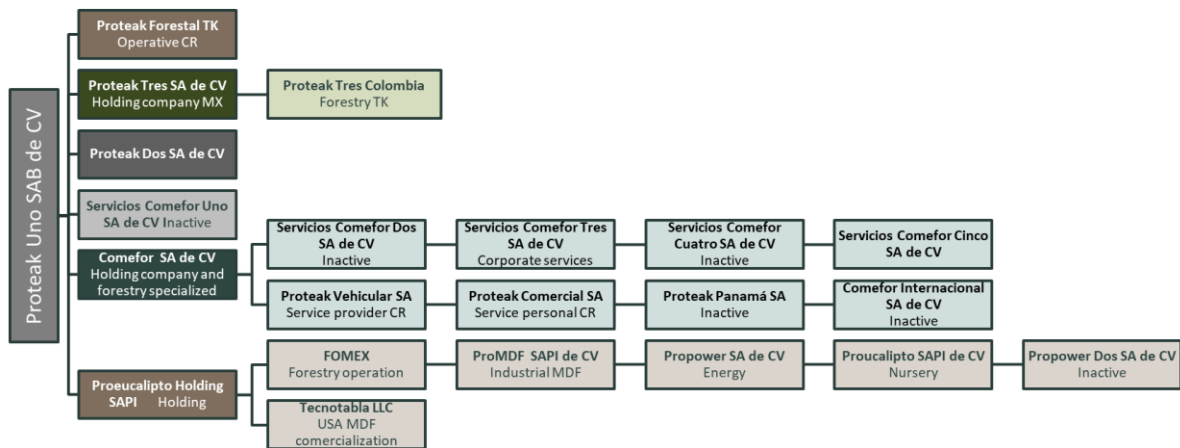 Proteak Uno SAB de CV
Proteak Forestal TK
Operative CR
Proteak Tres SA de CV
Holding company MX
Proteak Tres Colombia
Forestry TK
Proteak Dos SA de CV
Servicios Comefor Uno
SA de CV Inactive
Comefor SA de CV
Holding company and
forestry specialized
Servicios Comefor Dos
SA de CV
Inactive
Servicios Comefor Tres
SA de CV
Corporate services
Servicios Comefor
Cuatro SA de CV
Inactive
Servicios Comefor Cinco
SA de CV
Proteak Vehicular SA
Service provider CR
Proteak Comercial SA
Service personal CR
Proteak Panamá SA
Inactive
Comefor Internacional
SA de CV
Inactive
Proeucalipto Holding
SAPI Holding
FOMEX
Forestry operation
ProMDF SAPI de CV
Industrial MDF
Propower SA de CV
Energy
Proucalipto SAPI de CV
Nursery
Propower Dos SA de CV
Inactive
Tecnotabla LLC
USA MDF
comercialization